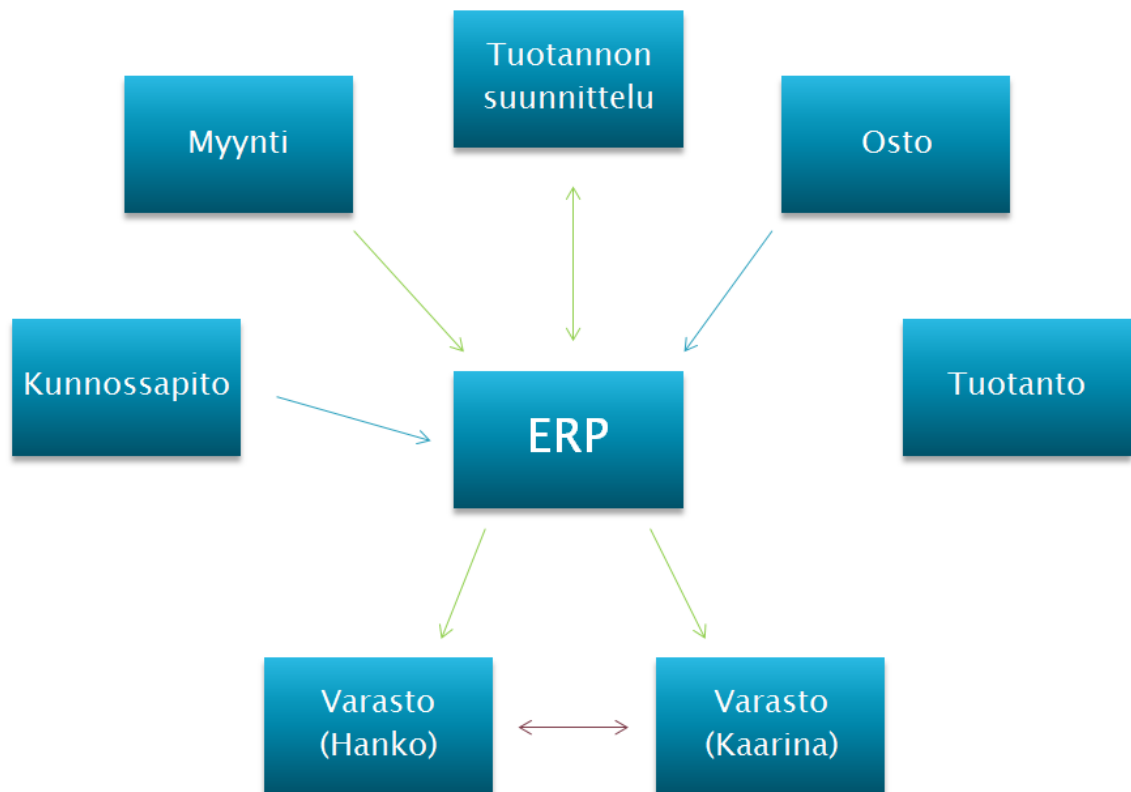 Tuotannon
suunnittelu
Myynti
Osto
Kunnossapito
Tuotanto
ERP
Varasto
(Hanko)
Varasto
(Kaarina)